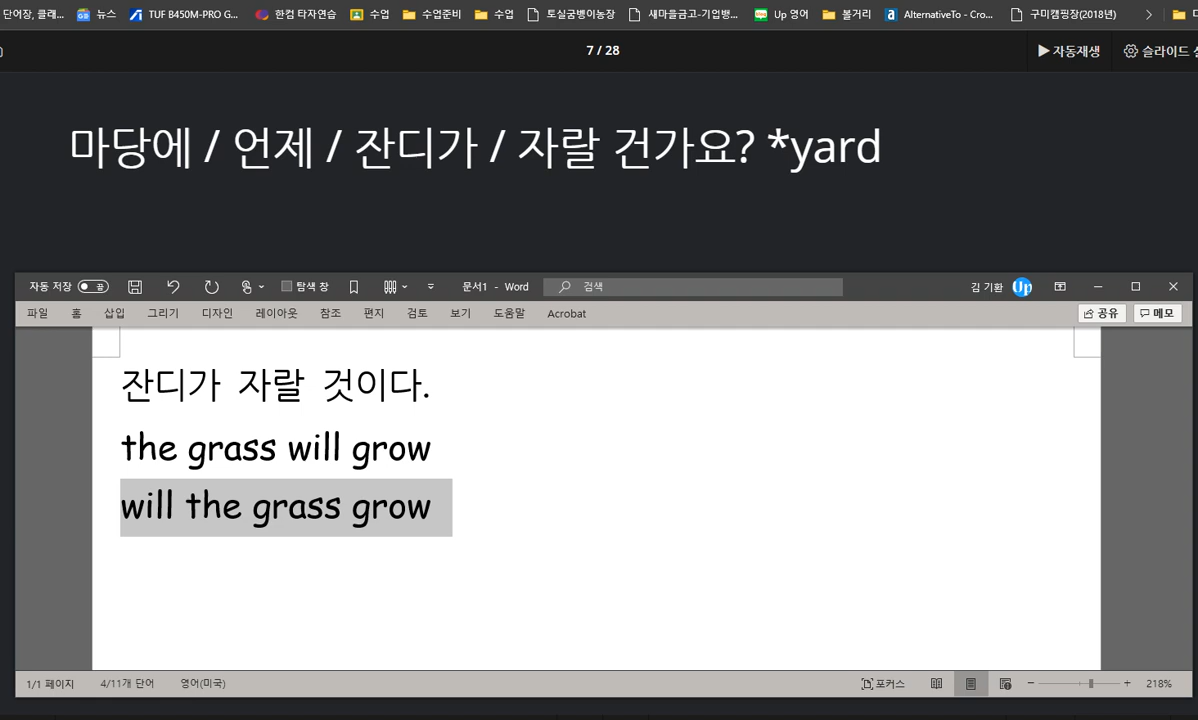 단어장, 클래... 뉴스 TUF B450M-PRO G... 한컴 타자연습 수업 수업준비 수업 토실굼벵이농장 새마을금고-기업뱅... Up 영어 볼거리 AlternativeTo - Cro... 구미캠핑장(2018년)
7 / 28 자동재생 슬라이드
마당에 / 언제 / 잔디가 / 자랄 건가요? *yard
자동 저장 끔 탐색 창 문서1 - Word 검색 김 기환 Up
파일 홈 삽입 그리기 디자인 레이아웃 참조 편지 검토 보기 도움말 Acrobat 공유 메모
잔디가 자랄 것이다.
the grass will grow
will the grass grow
1/1 페이지 4/11개 단어 영어(미국) 포커스 218%